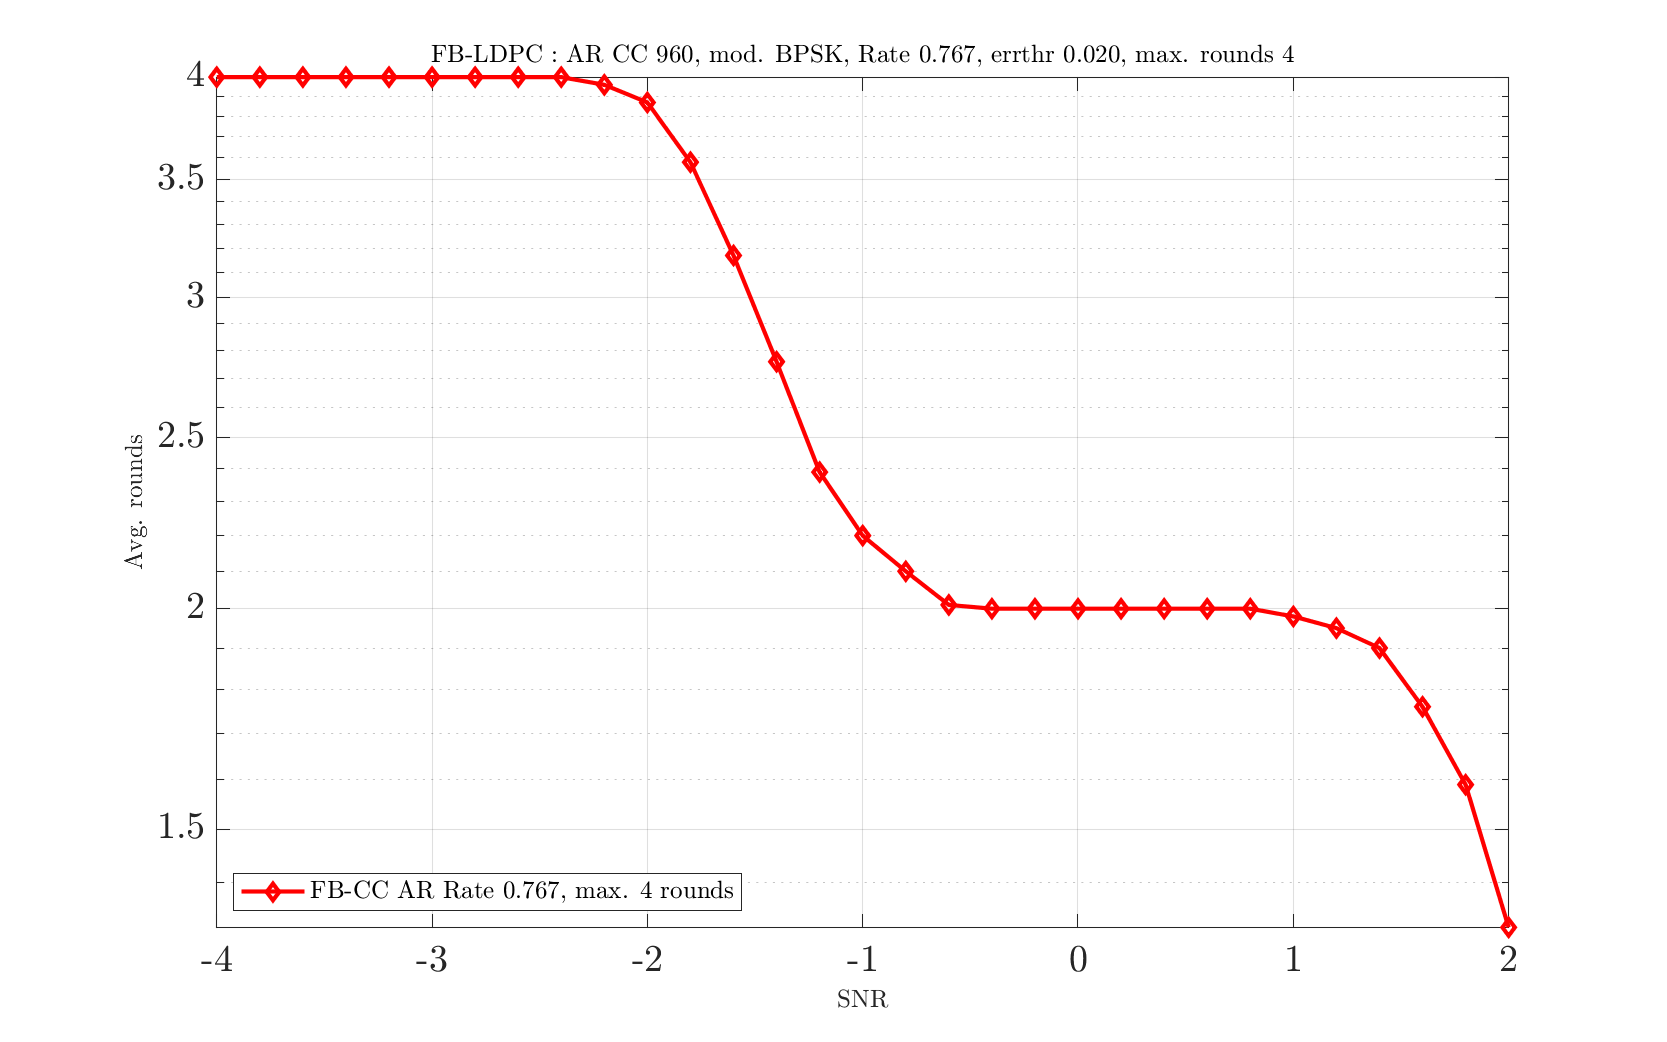 FB-LDPC : AR CC 960, mod. BPSK, Rate 0.767, errthr 0.020, max. rounds 4
4
3.5
3
2.5
2
1.5
Avg. rounds
FB-CC AR Rate 0.767, max. 4 rounds
-4 -3 -2 -1 0 1 2
SNR